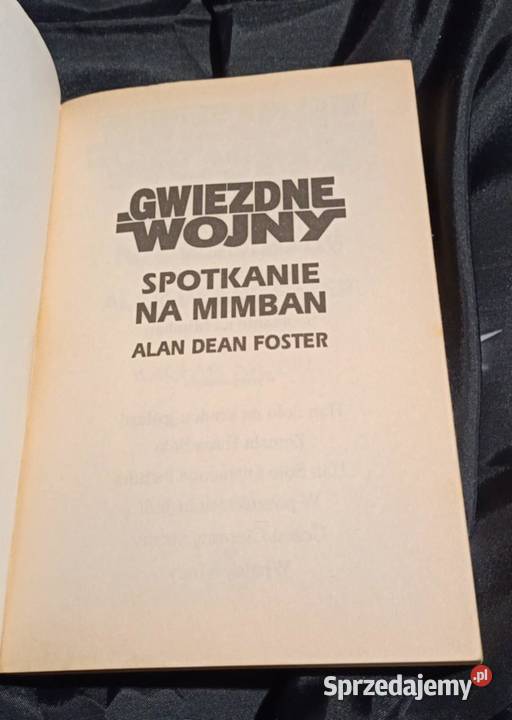 GWIEZDNE
WOJNY
SPOTKANIE
NA MIMBAN
ALAN DEAN FOSTER
Sprzedajemy.pl